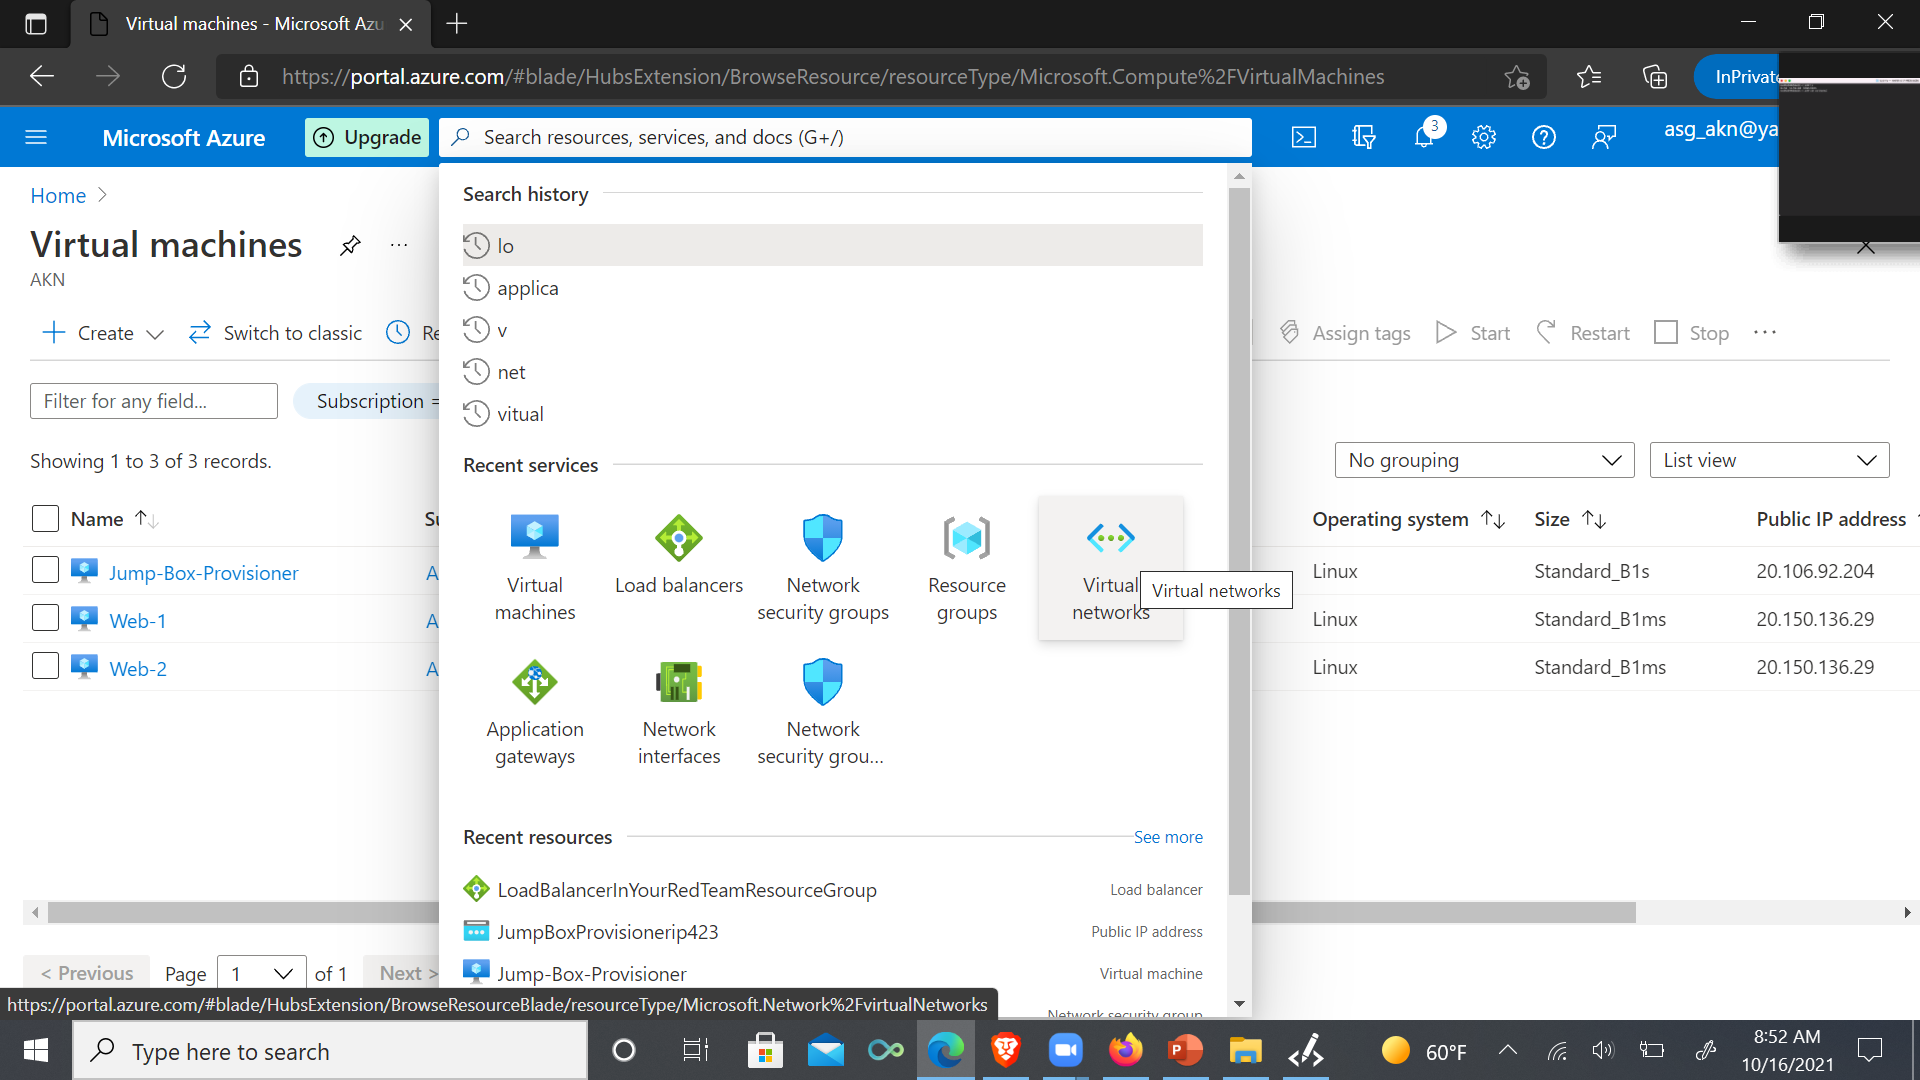 Virtual machines - Microsoft Azu
https://portal.azure.com/#blade/HubsExtension/BrowseResource/resourceType/Microsoft.Compute%2FVirtualMachines
InPrivate
Microsoft Azure
Upgrade
Search resources, services, and docs (G+/)
3
asg_akn@ya
Home
Virtual machines
...
AKN
Create
Switch to classic
Re
Assign tags
Start
Restart
Stop
...
Filter for any field...
Subscription =
Showing 1 to 3 of 3 records.
No grouping
List view
Name
Su
Operating system
Size
Public IP address
Jump-Box-Provisioner
A
Linux
Standard_B1s
20.106.92.204
Web-1
A
Linux
Standard_B1ms
20.150.136.29
Web-2
A
Linux
Standard_B1ms
20.150.136.29
Search history
lo
applica
v
net
vitual
Recent services
Virtual
machines
Load balancers
Network
security groups
Resource
groups
Virtual
networks
Virtual networks
Application
gateways
Network
interfaces
Network
security grou...
Recent resources
See more
LoadBalancerInYourRedTeamResourceGroup
Load balancer
JumpBoxProvisionerip423
Public IP address
Jump-Box-Provisioner
Virtual machine
Network security group
< Previous
Page
1
of 1
Next >
https://portal.azure.com/#blade/HubsExtension/BrowseResourceBlade/resourceType/Microsoft.Network%2FvirtualNetworks
Type here to search
60°F
8:52 AM
10/16/2021